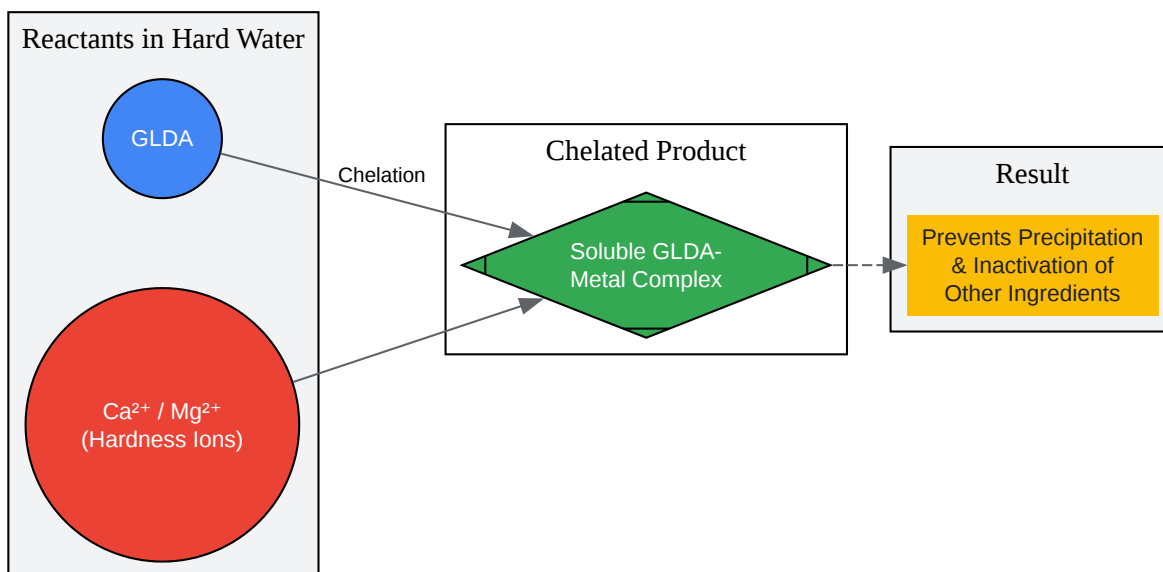 Reactants in Hard Water
GLDA
Chelation
Ca²⁺ / Mg²⁺
(Hardness Ions)
Chelated Product
Soluble GLDA-
Metal Complex
Result
Prevents Precipitation
& Inactivation of
Other Ingredients